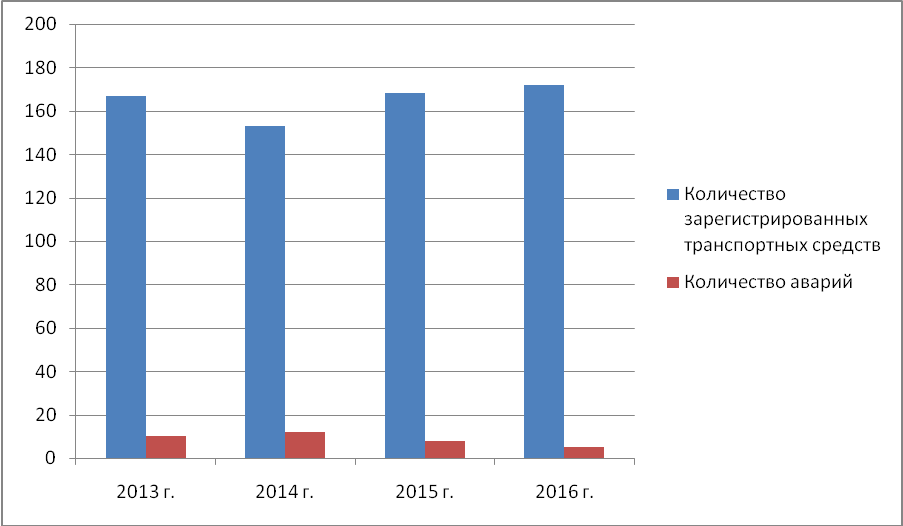 200
180
160
140
120
100
80
60
40
20
0
2013 г.
2014 г.
2015 г.
2016 г.
Количество
зарегистрированных
транспортных средств
Количество аварий